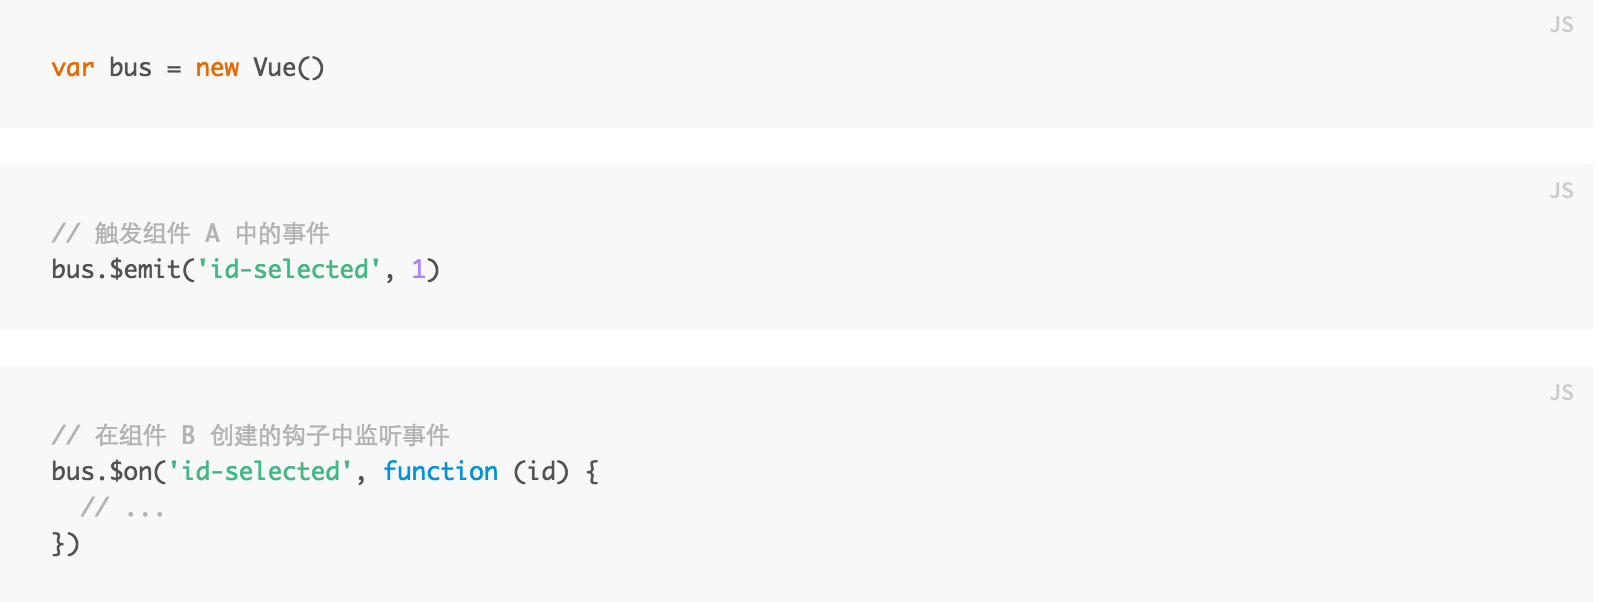 JS
var bus = new Vue()
JS
// 触发组件 A 中的事件
bus.$emit('id-selected', 1)
JS
// 在组件 B 创建的钩子中监听事件
bus.$on('id-selected', function (id) {
  // ...
})